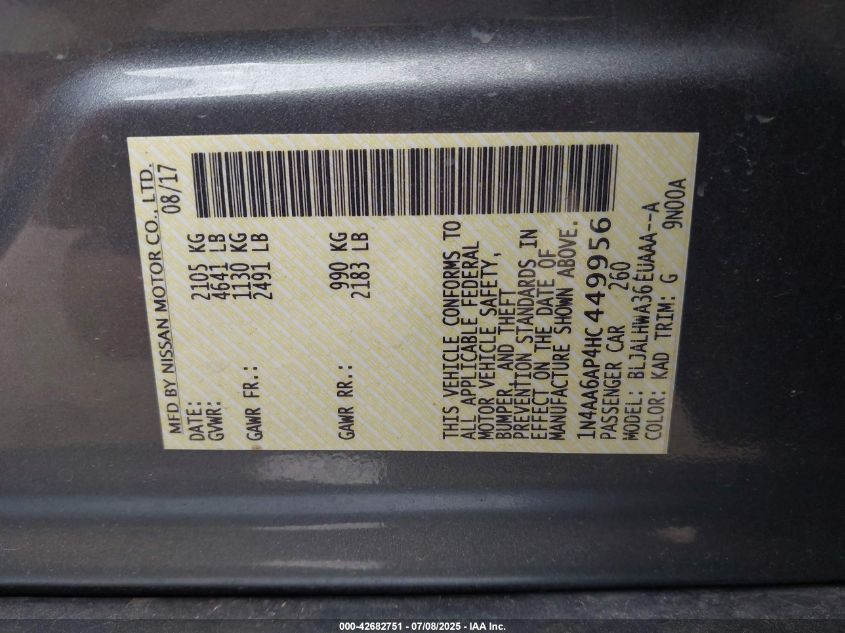 MFD BY NISSAN MOTOR CO., LTD.
DATE: 08/17
GVWR: 2105 KG
4641 LB
GAWR FR.: 1130 KG
2491 LB
GAWR RR.: 990 KG
2183 LB
THIS VEHICLE CONFORMS TO
ALL APPLICABLE FEDERAL
MOTOR VEHICLE SAFETY,
BUMPER, AND THEFT
PREVENTION STANDARDS IN
EFFECT ON THE DATE OF
MANUFACTURE SHOWN ABOVE.
1N4AA6AP4HC449956
PASSENGER CAR 260
MODEL: BLJALHWA36EUAAA--A
COLOR: KAD TRIM: G 9N00A
000-42682751 - 07/08/2025 - IAA Inc.